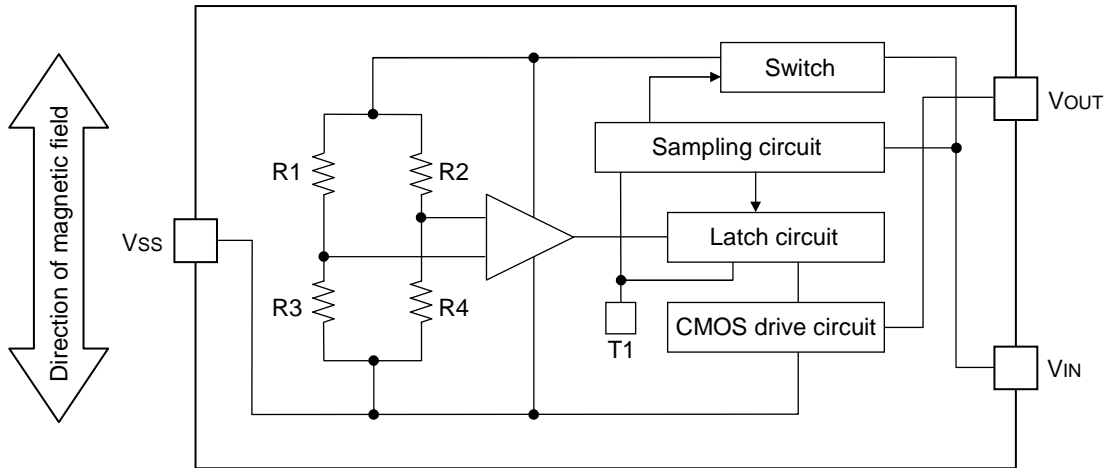 Direction of magnetic field
Switch
VOUT
Sampling circuit
R1
R2
Latch circuit
VSS
R3
R4
CMOS drive circuit
T1
VIN